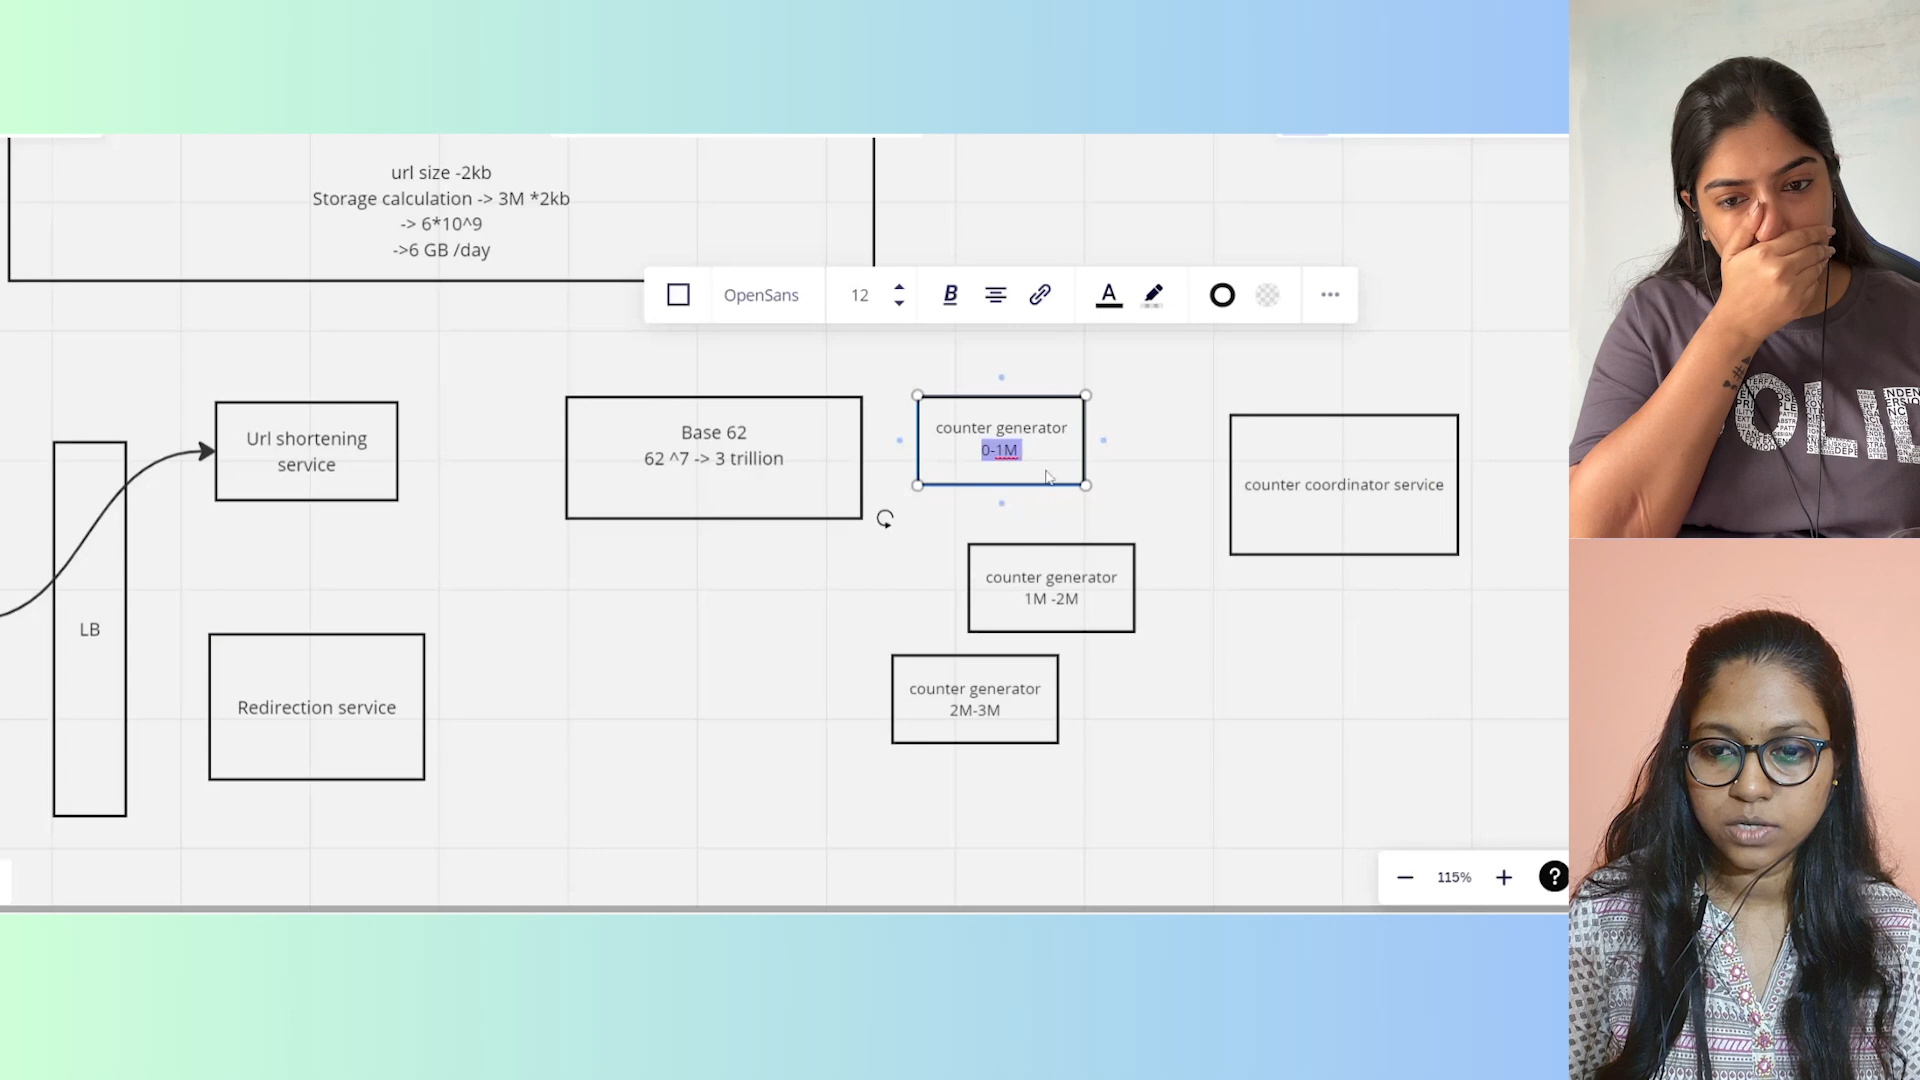 url size -2kb
Storage calculation -> 3M *2kb
-> 6*10^9
->6 GB /day
OpenSans
12
B
A
Url shortening
service
Base 62
62 ^7 -> 3 trillion
counter generator
0-1M
counter coordinator service
counter generator
1M -2M
LB
Redirection service
counter generator
2M-3M
115%
?
OLID